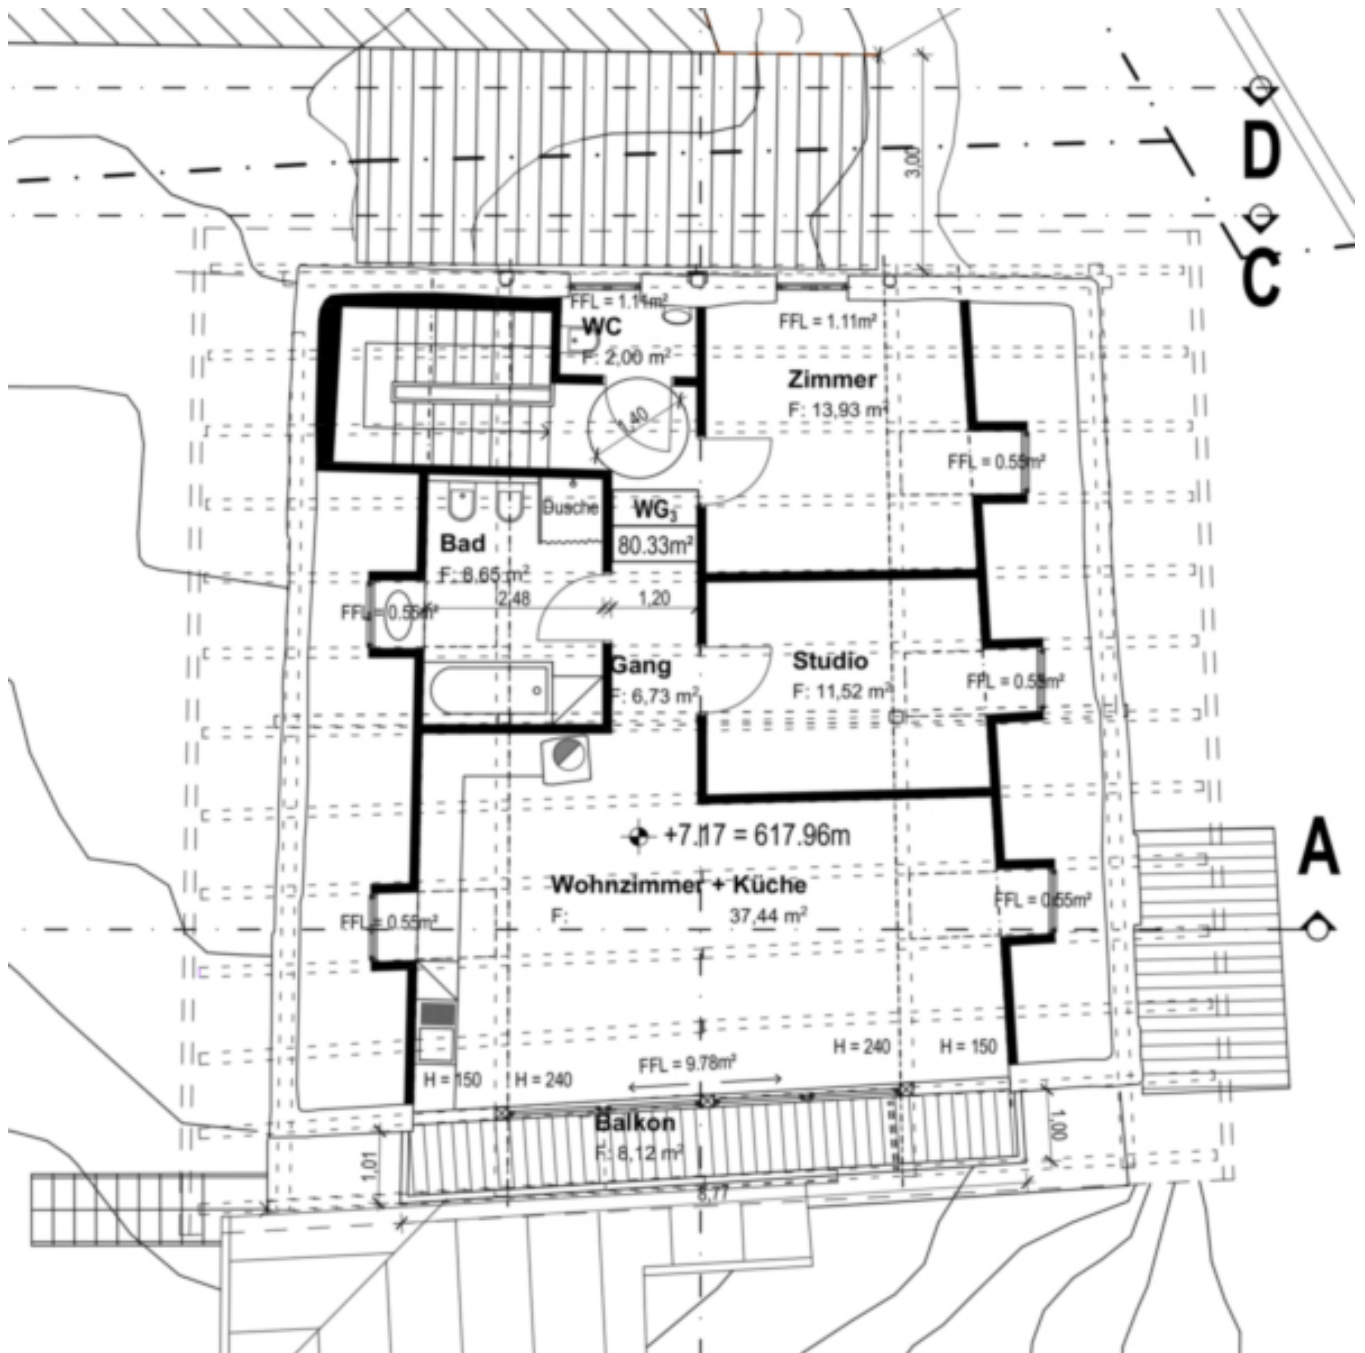 D
3,00
C
FFL = 1.11m²
WC
F: 2,00 m²
FFL = 1.11m²
Zimmer
F: 13,93 m²
1,40
FFL = 0.55m²
Dusche
WG3
80.33m²
Bad
F: 6,65 m²
2,48
1,20
FFL = 0.55m²
Gang
F: 6,73 m²
Studio
F: 11,52 m²
FFL = 0.55m²
+7.17 = 617.96m
A
Wohnzimmer + Küche
F: 37,44 m²
FFL = 0.55m²
FFL = 0.55m²
H = 240
H = 150
FFL = 9.78m²
H = 150
H = 240
Balkon
F: 8,12 m²
1,00
1,01
8,77